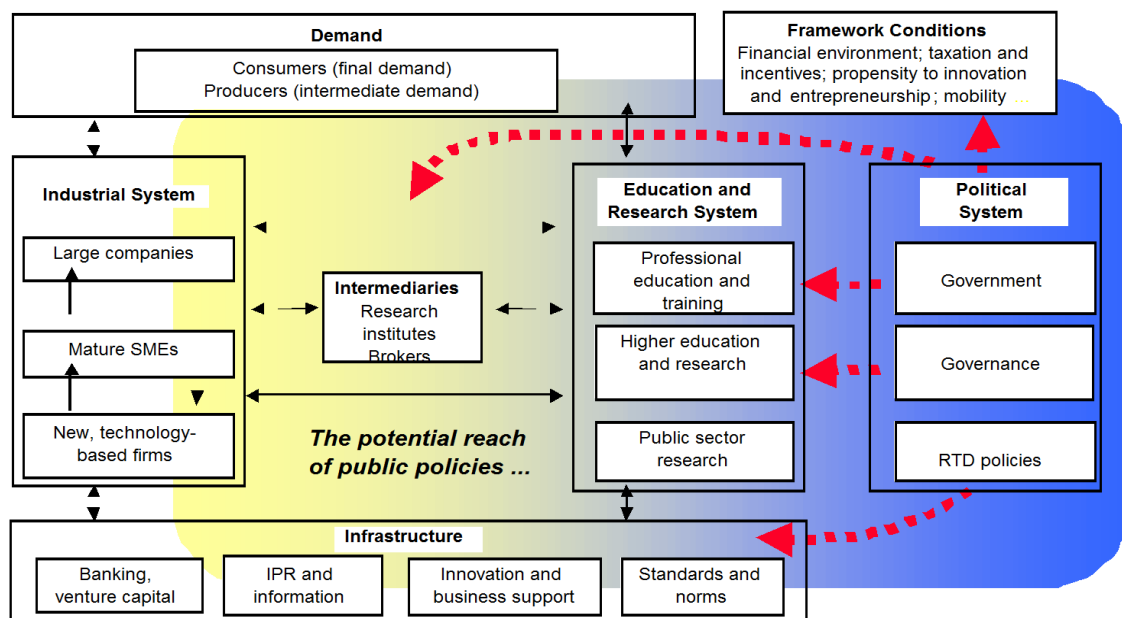 Demand
Consumers (final demand)
Producers (intermediate demand)
Framework Conditions
Financial environment; taxation and
incentives; propensity to innovation
and entrepreneurship; mobility ...
Industrial System
Large companies
Mature SMEs
New, technology-
based firms
Intermediaries
Research
institutes
Brokers
The potential reach
of public policies ...
Education and
Research System
Professional
education and
training
Higher education
and research
Public sector
research
Political
System
Government
Governance
RTD policies
Infrastructure
Banking,
venture capital
IPR and
information
Innovation and
business support
Standards and
norms